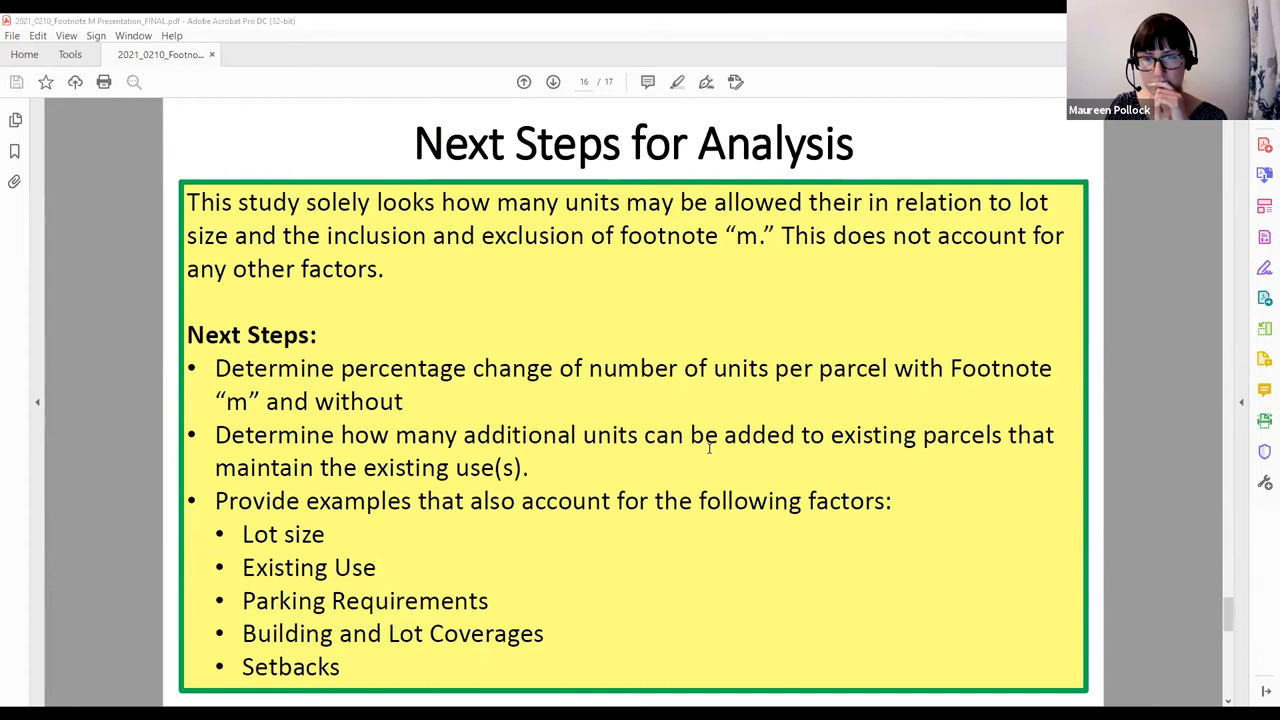 2021_0210_Footnote M Presentation_FINAL.pdf - Adobe Acrobat Pro DC (32-bit)
File Edit View Sign Window Help
Home Tools 2021_0210_Footno... ×
16 / 17
Maureen Pollock
Next Steps for Analysis
This study solely looks how many units may be allowed their in relation to lot
size and the inclusion and exclusion of footnote “m.” This does not account for
any other factors.
Next Steps:
• Determine percentage change of number of units per parcel with Footnote
“m” and without
• Determine how many additional units can be added to existing parcels that
maintain the existing use(s).
• Provide examples that also account for the following factors:
• Lot size
• Existing Use
• Parking Requirements
• Building and Lot Coverages
• Setbacks